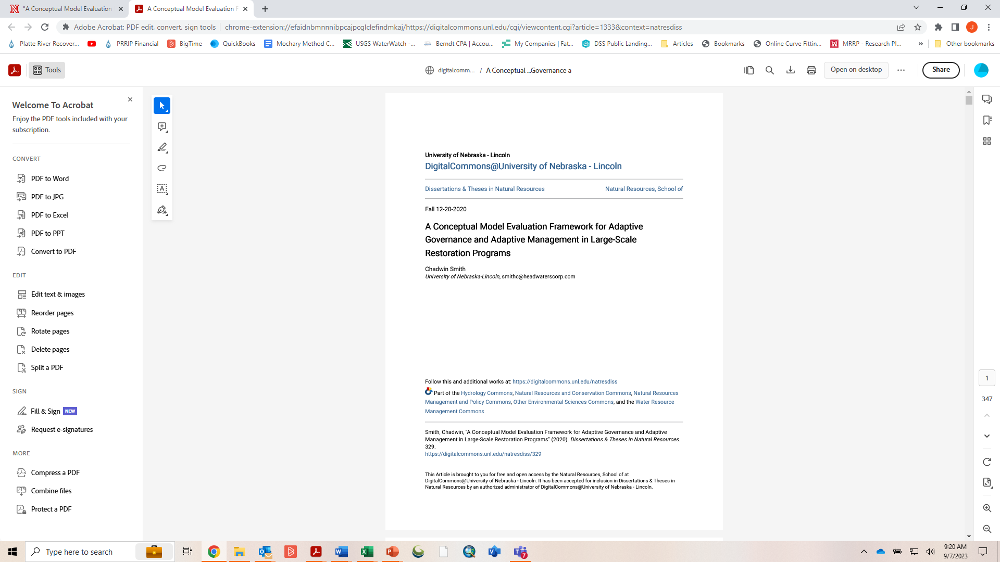 "A Conceptual Model Evaluation
A Conceptual Model Evaluation F
Adobe Acrobat: PDF edit, convert, sign tools | chrome-extension://efaidnbmnnnibpcajpcglclefindmkaj/https://digitalcommons.unl.edu/cgi/viewcontent.cgi?article=1333&context=natresdiss
J
Platte River Recover... PRRIP Financial BigTime QuickBooks Mochary Method C... USGS WaterWatch -... Berndt CPA | Accou... My Companies | Fat... DSS Public Landing... Articles Bookmarks Online Curve Fittin... MRRP - Research Pl... » Other bookmarks
Tools
digitalcomm... / A Conceptual ...Governance a
Open on desktop
Share
Welcome To Acrobat
Enjoy the PDF tools included with your
subscription.
CONVERT
PDF to Word
PDF to JPG
PDF to Excel
PDF to PPT
Convert to PDF
EDIT
Edit text & images
Reorder pages
Rotate pages
Delete pages
Split a PDF
SIGN
Fill & Sign NEW
Request e-signatures
MORE
Compress a PDF
Combine files
Protect a PDF
University of Nebraska - Lincoln
DigitalCommons@University of Nebraska - Lincoln
Dissertations & Theses in Natural Resources Natural Resources, School of
Fall 12-20-2020
A Conceptual Model Evaluation Framework for Adaptive
Governance and Adaptive Management in Large-Scale
Restoration Programs
Chadwin Smith
University of Nebraska-Lincoln, smithc@headwaterscorp.com
Follow this and additional works at: https://digitalcommons.unl.edu/natresdiss
Part of the Hydrology Commons, Natural Resources and Conservation Commons, Natural Resources
Management and Policy Commons, Other Environmental Sciences Commons, and the Water Resource
Management Commons
Smith, Chadwin, "A Conceptual Model Evaluation Framework for Adaptive Governance and Adaptive
Management in Large-Scale Restoration Programs" (2020). Dissertations & Theses in Natural Resources.
329.
https://digitalcommons.unl.edu/natresdiss/329
This Article is brought to you for free and open access by the Natural Resources, School of at
DigitalCommons@University of Nebraska - Lincoln. It has been accepted for inclusion in Dissertations & Theses in
Natural Resources by an authorized administrator of DigitalCommons@University of Nebraska - Lincoln.
1
347
Type here to search
7
9:20 AM
9/7/2023